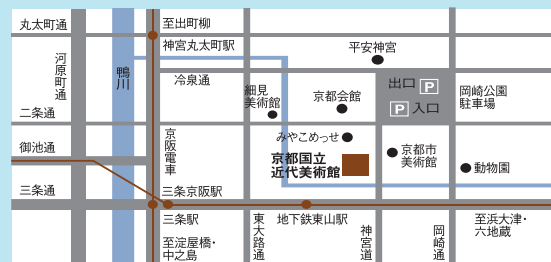 丸太町通
至出町柳
神宮丸太町駅
平安神宮
河原町通
鴨川
冷泉通
細見
美術館
京都会館
出口 P
P 入口
岡崎公園
駐車場
二条通
みやこめっせ
京阪電車
御池通
京都国立
近代美術館
京都市
美術館
動物園
三条通
三条京阪駅
三条駅
至淀屋橋・
中之島
東大路通
地下鉄東山駅
神宮道
岡崎通
至浜大津・
六地蔵